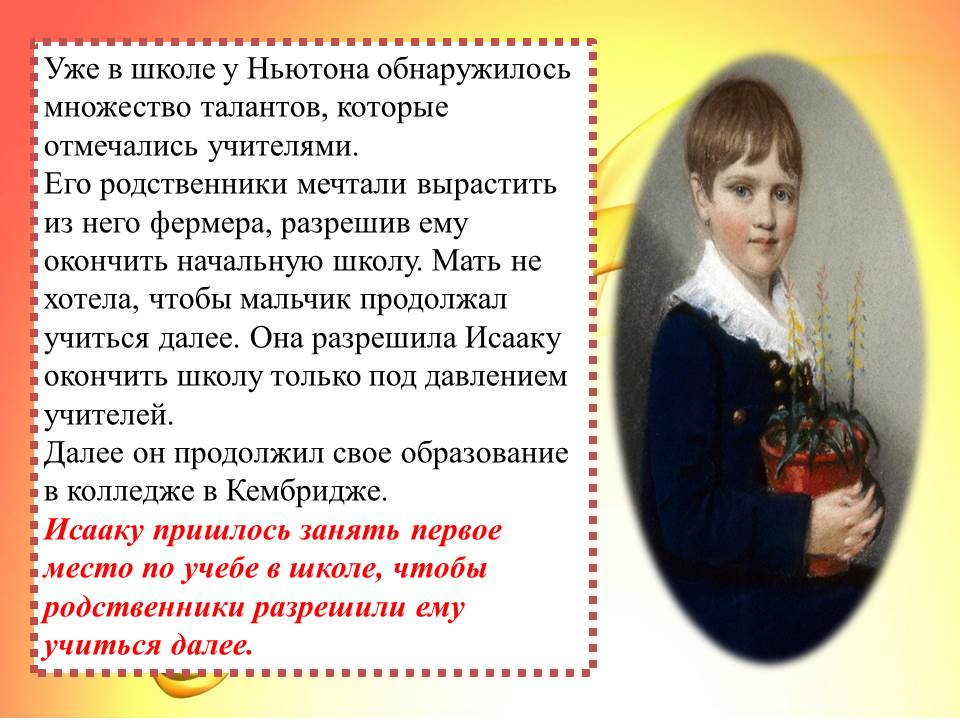 Уже в школе у Ньютона обнаружилось
множество талантов, которые
отмечались учителями.
Его родственники мечтали вырастить
из него фермера, разрешив ему
окончить начальную школу. Мать не
хотела, чтобы мальчик продолжал
учиться далее. Она разрешила Исааку
окончить школу только под давлением
учителей.
Далее он продолжил свое образование
в колледже в Кембридже.
Исааку пришлось занять первое
место по учебе в школе, чтобы
родственники разрешили ему
учиться далее.